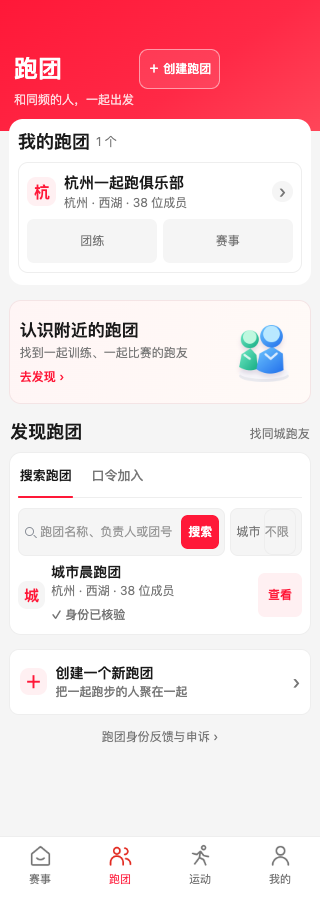 跑团
+ 创建跑团
和同频的人，一起出发
我的跑团 1 个
杭 杭州一起跑俱乐部 ›
杭州 · 西湖 · 38 位成员
团练 赛事
认识附近的跑团
找到一起训练、一起比赛的跑友
去发现 ›
发现跑团 找同城跑友
搜索跑团 口令加入
跑团名称、负责人或团号 搜索 城市 不限
城市晨跑团
城 杭州 · 西湖 · 38 位成员 查看
✓ 身份已核验
创建一个新跑团 ›
把一起跑步的人聚在一起
跑团身份反馈与申诉 ›
赛事 跑团 运动 我的